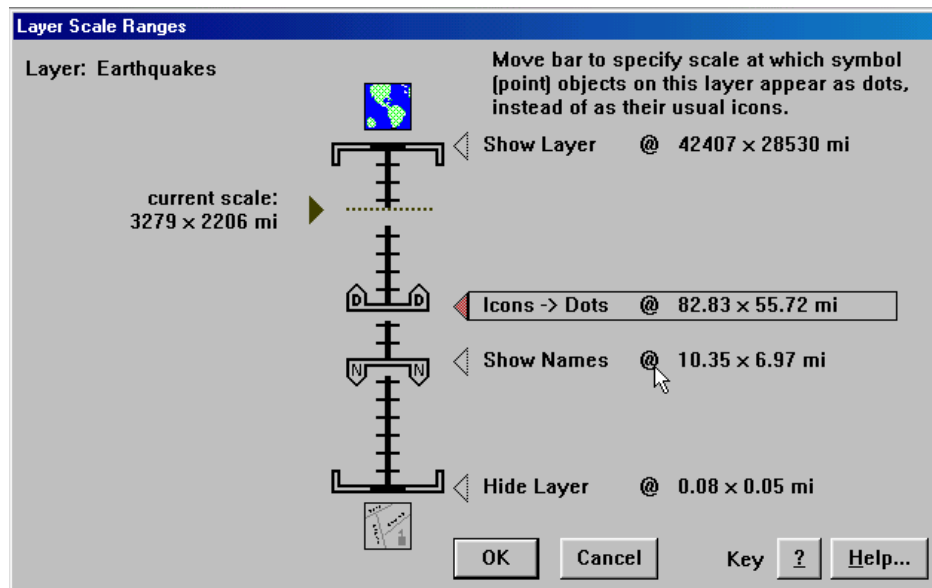 Layer Scale Ranges
Layer: Earthquakes
Move bar to specify scale at which symbol
(point) objects on this layer appear as dots,
instead of as their usual icons.
Show Layer @ 42407 × 28530 mi
current scale:
3279 × 2206 mi
D D
Icons -> Dots @ 82.83 × 55.72 mi
Show Names @ 10.35 × 6.97 mi
N N
Hide Layer @ 0.08 × 0.05 mi
OK Cancel Key ? Help...